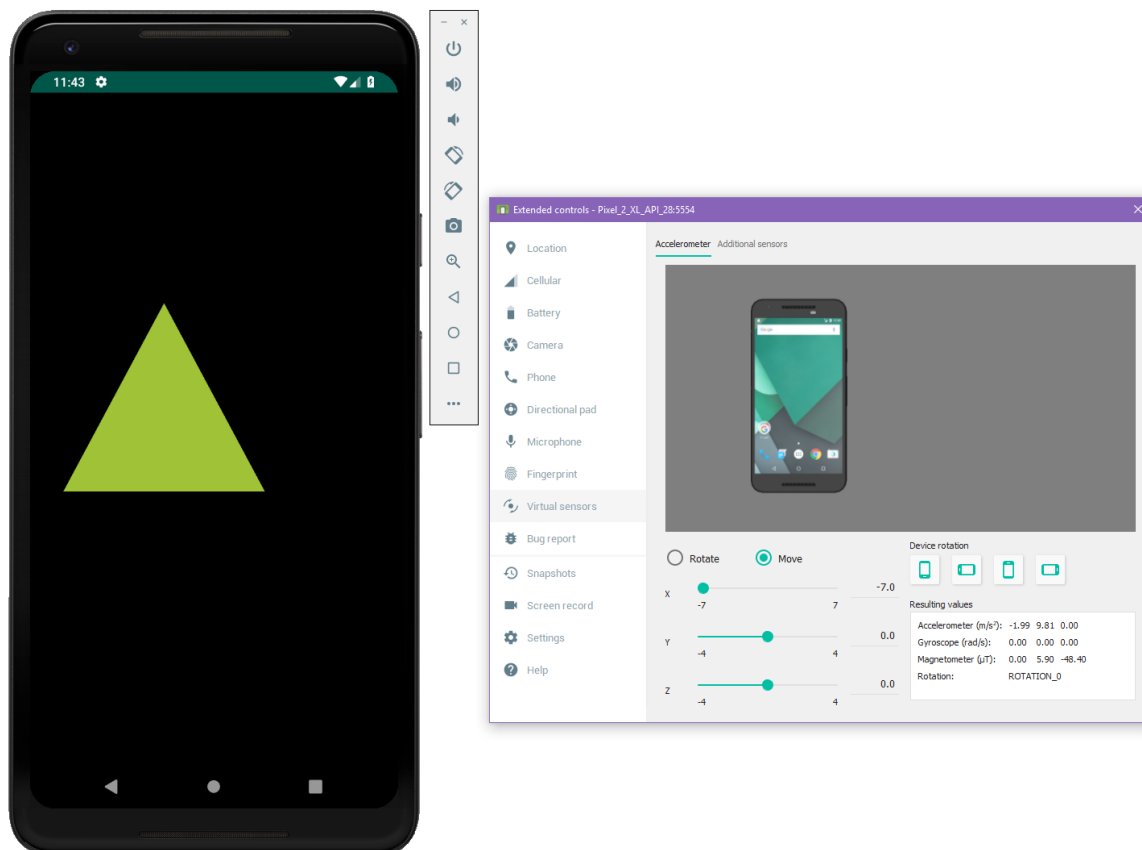 11:43
Extended controls - Pixel_2_XL_API_28:5554
Location
Cellular
Battery
Camera
Phone
Directional pad
Microphone
Fingerprint
Virtual sensors
Bug report
Snapshots
Screen record
Settings
Help
Accelerometer Additional sensors
Google
Rotate Move
X -7.0
-7 7
Y 0.0
-4 4
Z 0.0
-4 4
Device rotation
Resulting values
Accelerometer (m/s²): -1.99 9.81 0.00
Gyroscope (rad/s): 0.00 0.00 0.00
Magnetometer (μT): 0.00 5.90 -48.40
Rotation: ROTATION_0